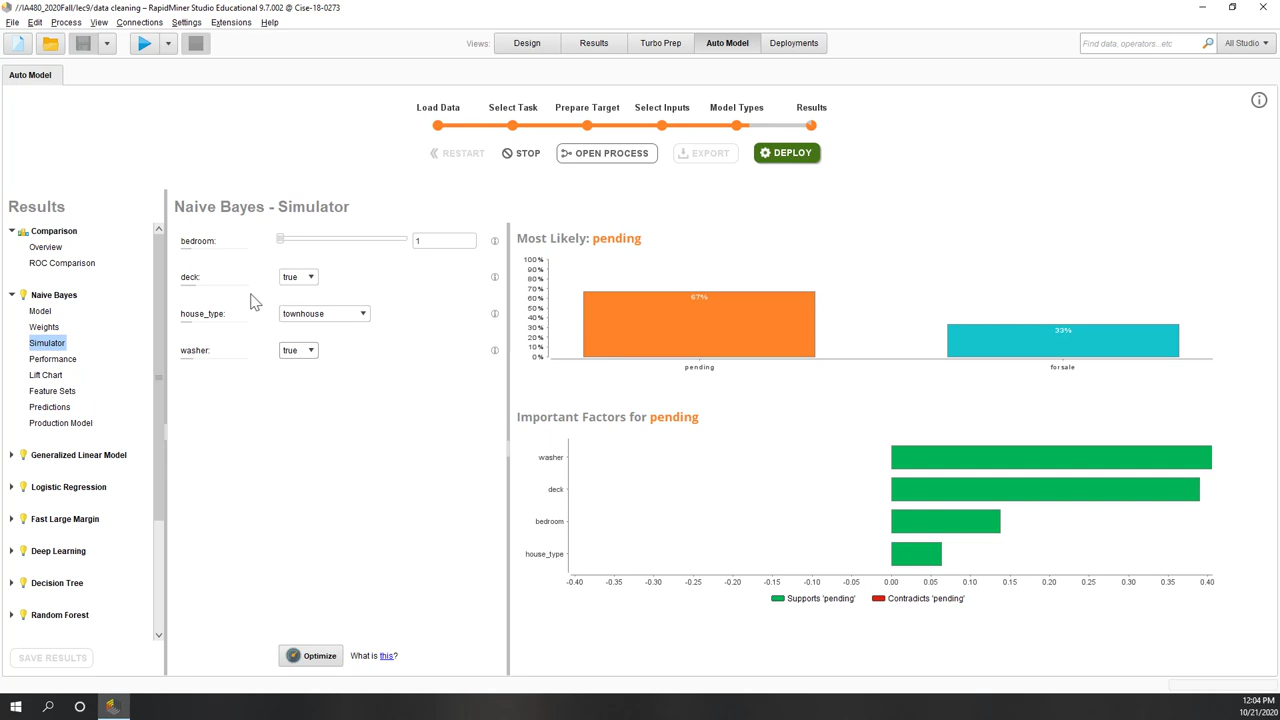 //IA480_2020Fall/lec9/data cleaning – RapidMiner Studio Educational 9.7.002 @ Cise-18-0273
File Edit Process View Connections Settings Extensions Help
Views: Design Results Turbo Prep Auto Model Deployments
Find data, operators...etc All Studio
Auto Model
Load Data Select Task Prepare Target Select Inputs Model Types Results
RESTART STOP OPEN PROCESS EXPORT DEPLOY
Results
Comparison
Overview
ROC Comparison
Naive Bayes
Model
Weights
Simulator
Performance
Lift Chart
Feature Sets
Predictions
Production Model
Generalized Linear Model
Logistic Regression
Fast Large Margin
Deep Learning
Decision Tree
Random Forest
SAVE RESULTS
Naive Bayes - Simulator
bedroom: 1
deck: true
house_type: townhouse
washer: true
Optimize What is this?
Most Likely: pending
100%
90%
80%
70%
60%
50%
40%
30%
20%
10%
0%
67%
33%
pending forsale
Important Factors for pending
washer
deck
bedroom
house_type
-0.40 -0.35 -0.30 -0.25 -0.20 -0.15 -0.10 -0.05 0.00 0.05 0.10 0.15 0.20 0.25 0.30 0.35 0.40
Supports 'pending' Contradicts 'pending'
12:04 PM
10/21/2020